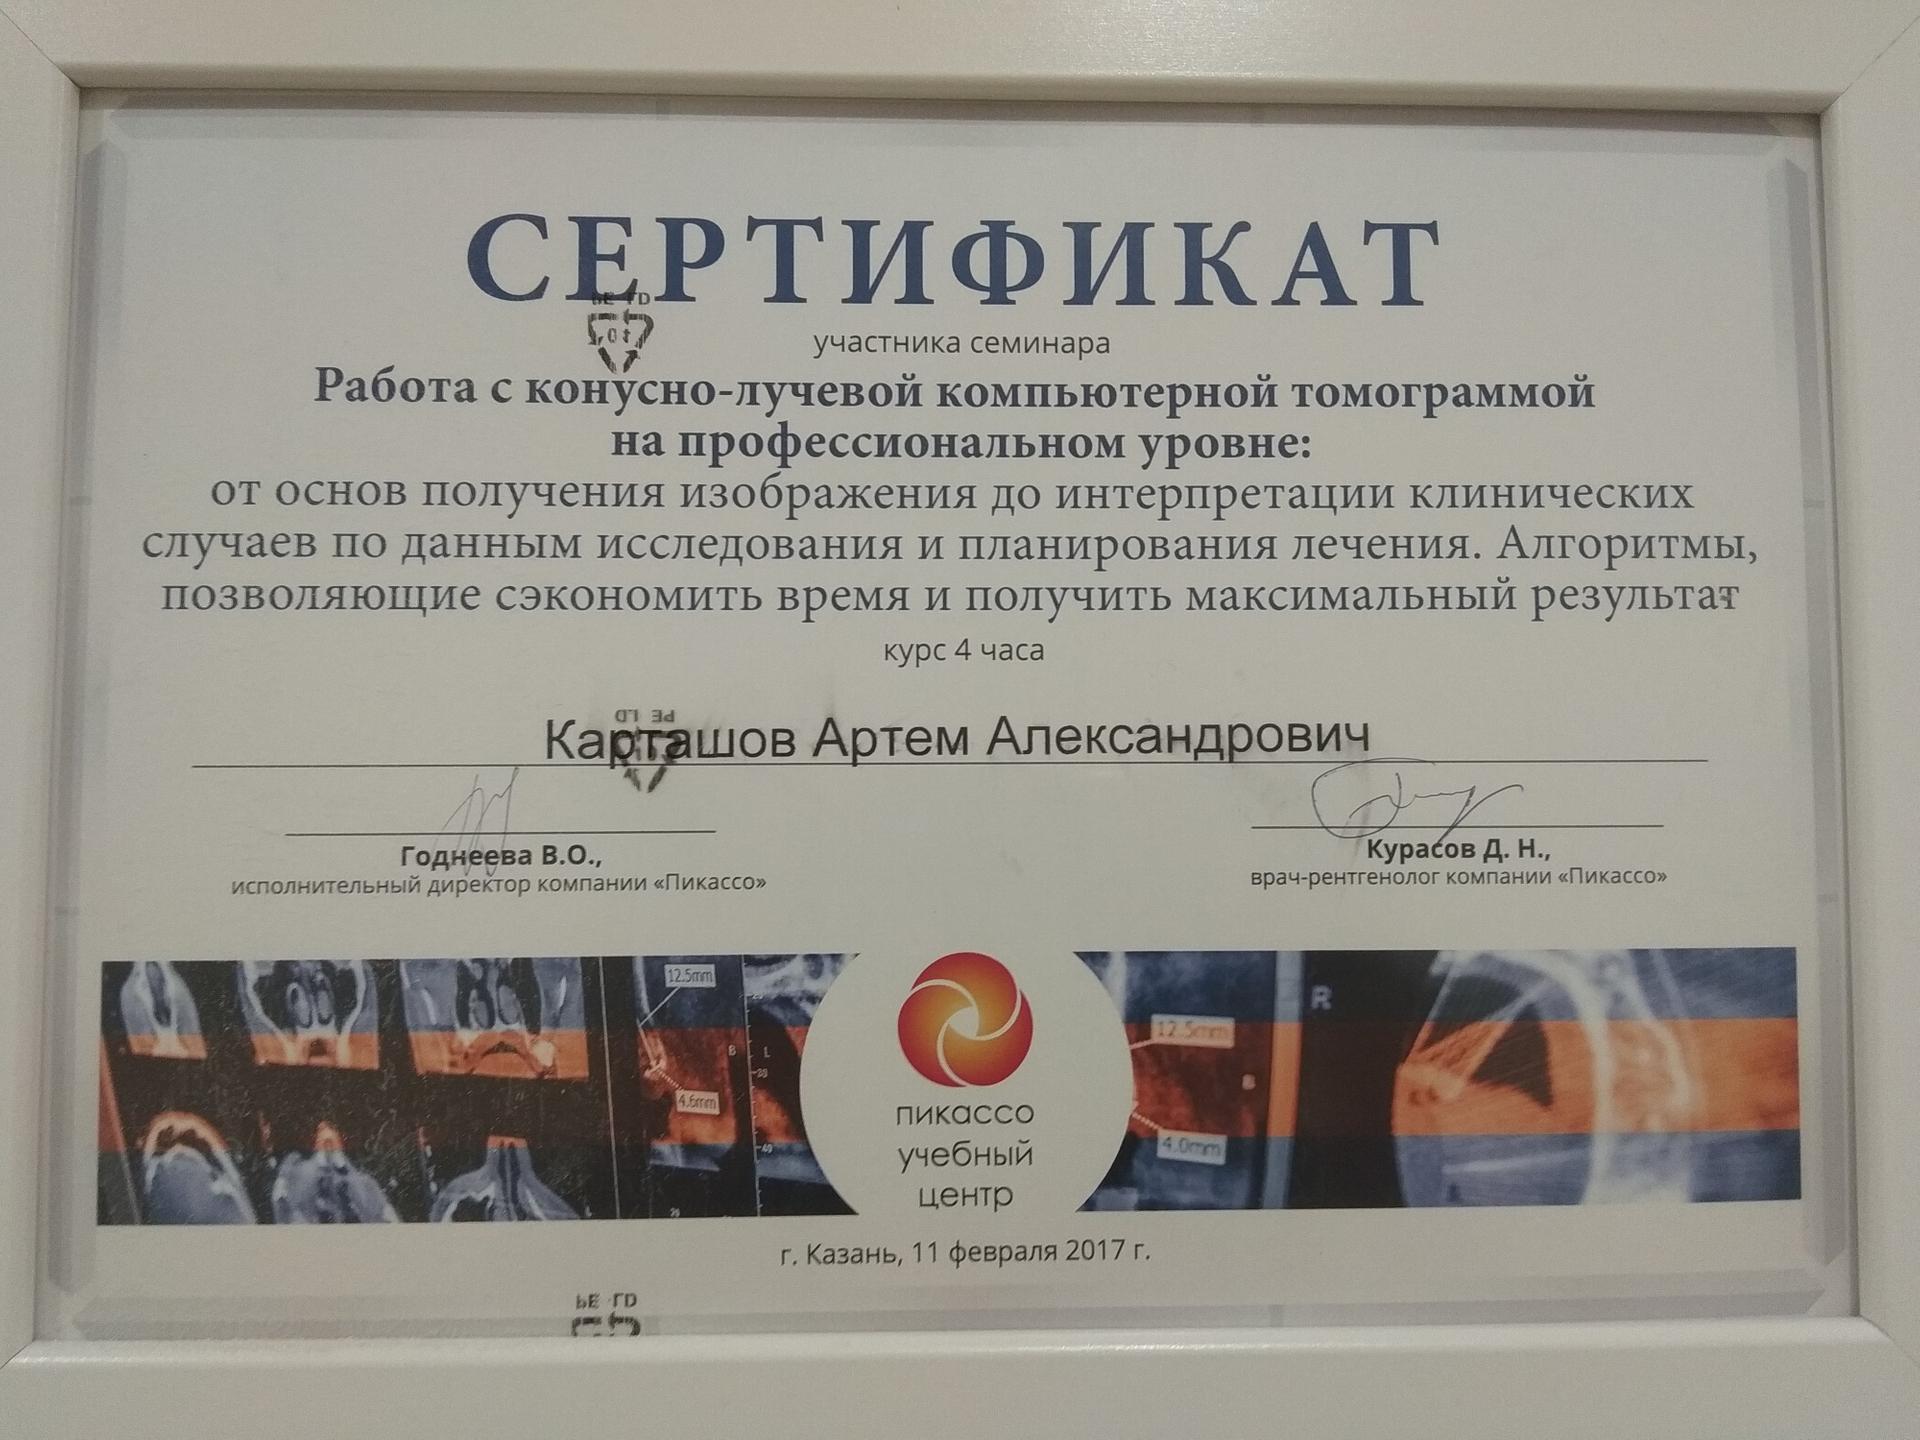 СЕРТИФИКАТ
участника семинара
Работа с конусно-лучевой компьютерной томограммой
на профессиональном уровне:
от основ получения изображения до интерпретации клинических
случаев по данным исследования и планирования лечения. Алгоритмы,
позволяющие сэкономить время и получить максимальный результат
курс 4 часа
Карташов Артем Александрович
Годнеева В.О.,
исполнительный директор компании «Пикассо»
Курасов Д. Н.,
врач-рентгенолог компании «Пикассо»
12.5mm
4.6mm
B L
30
40
12.5mm
B
4.0mm
R
пикассо
учебный
центр
г. Казань, 11 февраля 2017 г.